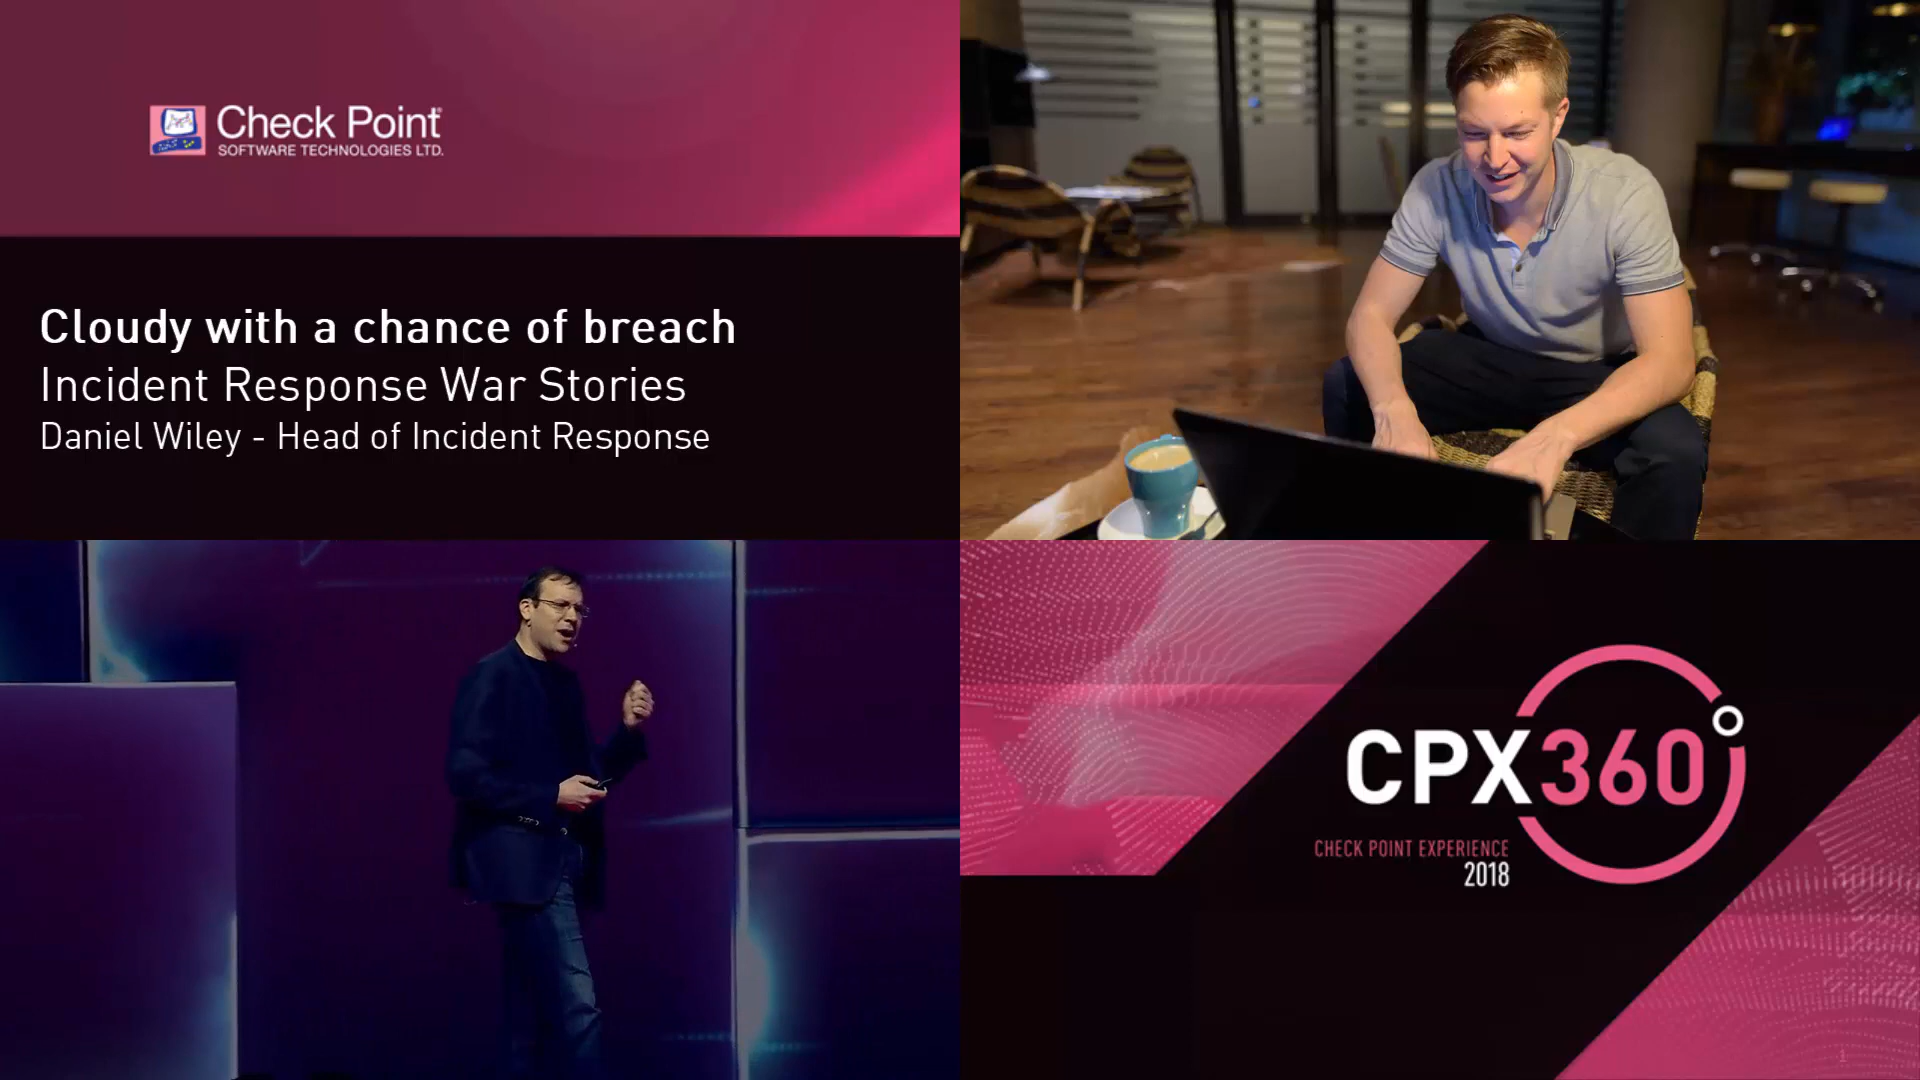 Check Point
SOFTWARE TECHNOLOGIES LTD.
Cloudy with a chance of breach
Incident Response War Stories
Daniel Wiley - Head of Incident Response
CPX360°
CHECK POINT EXPERIENCE
2018
1